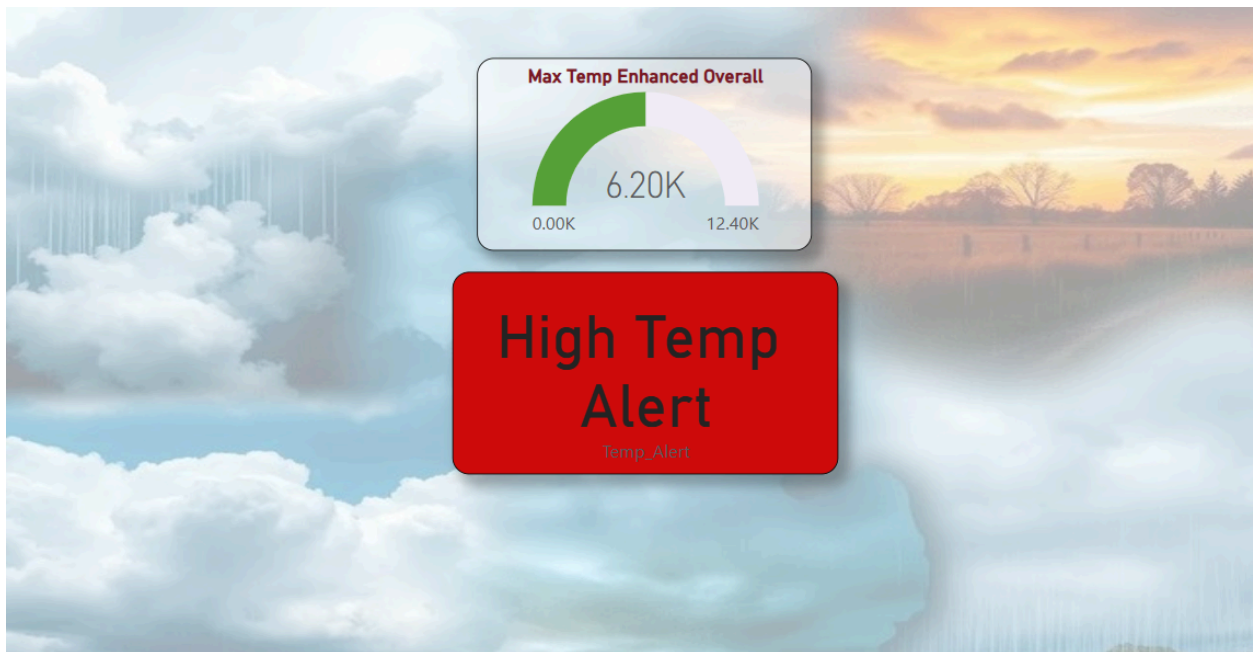 Max Temp Enhanced Overall
6.20K
0.00K 12.40K
High Temp
Alert
Temp_Alert